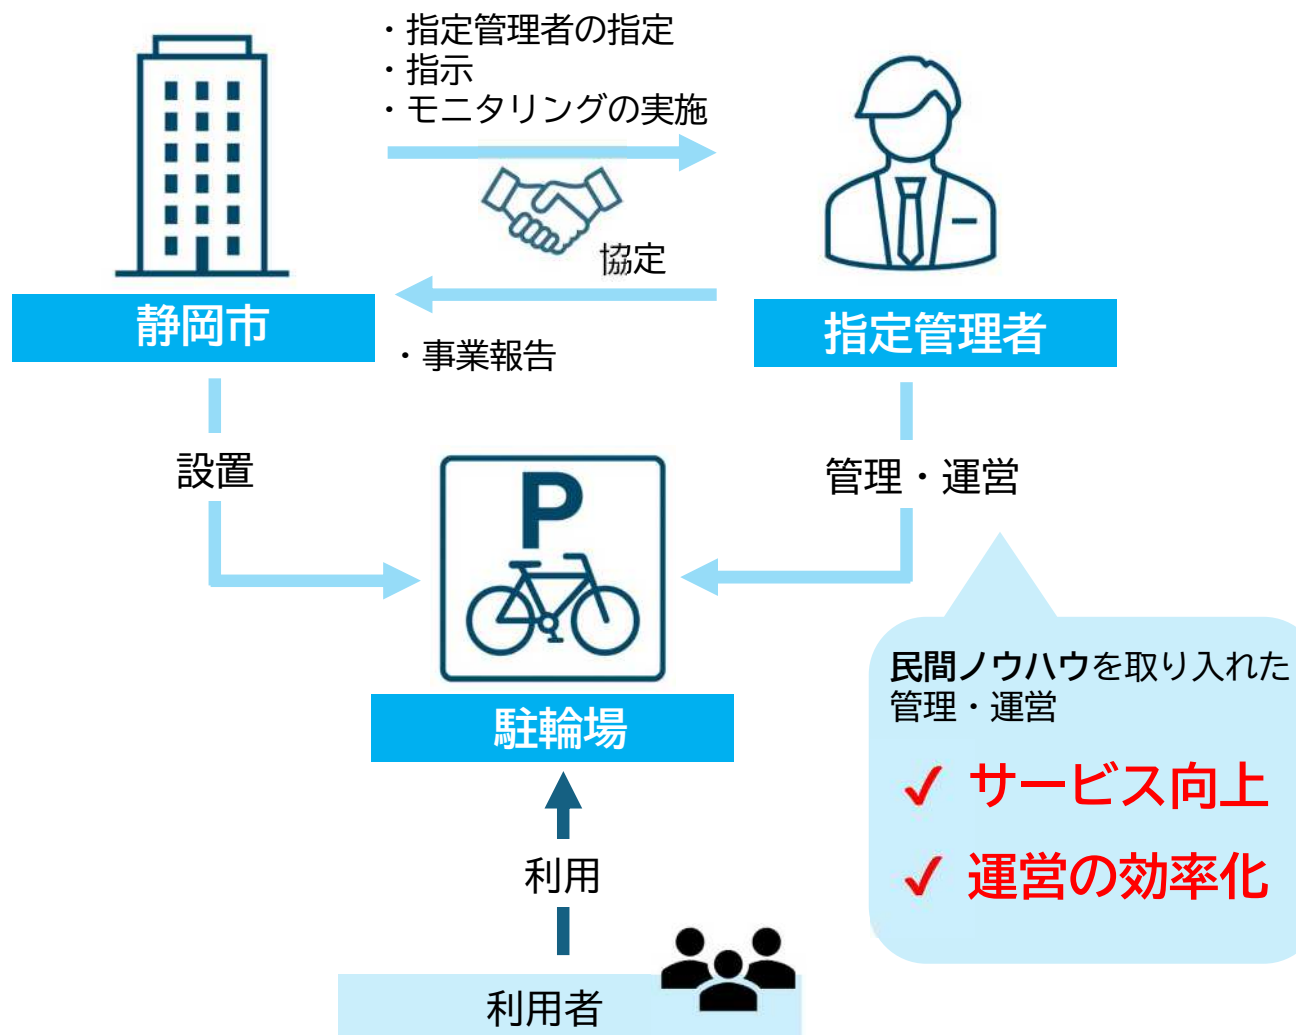 ・指定管理者の指定
・指示
・モニタリングの実施
協定
静岡市
指定管理者
・事業報告
設置
管理・運営
P
駐輪場
民間ノウハウを取り入れた
管理・運営
✓ サービス向上
✓ 運営の効率化
利用
利用者